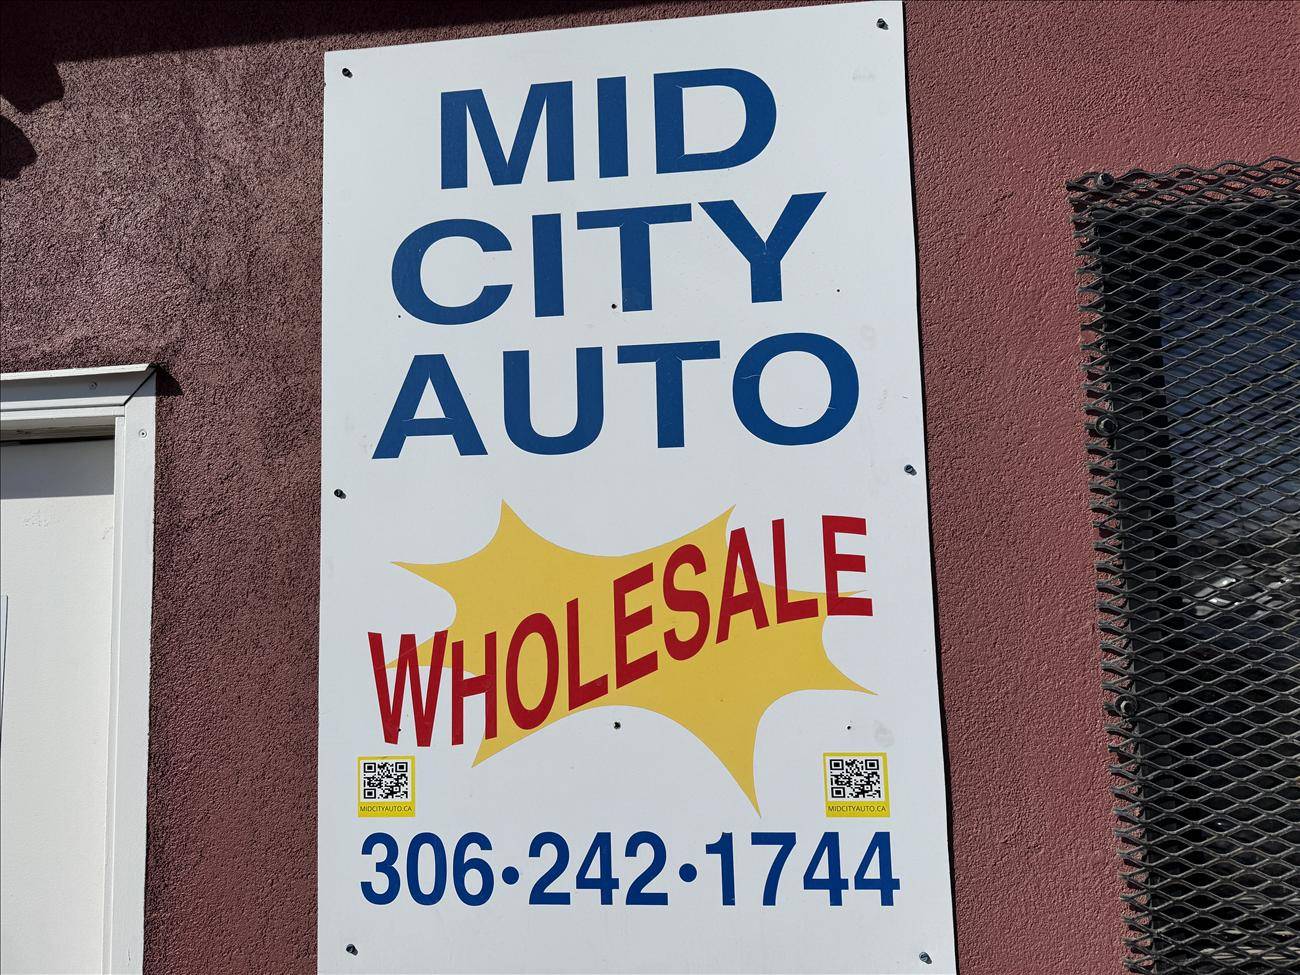 MID
CITY
AUTO
WHOLESALE
MIDCITYAUTO.CA
MIDCITYAUTO.CA
306•242•1744